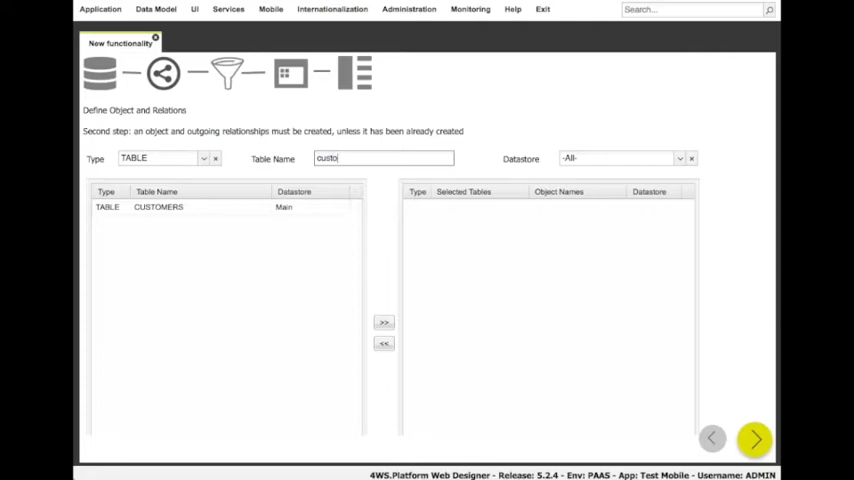 Application Data Model UI Services Mobile Internationalization Administration Monitoring Help Exit Search...
New functionality
Define Object and Relations
Second step: an object and outgoing relationships must be created, unless it has been already created
Type TABLE Table Name custo Datastore -All-
Type Table Name Datastore Type Selected Tables Object Names Datastore
TABLE CUSTOMERS Main
>>
<<
4WS.Platform Web Designer - Release: 5.2.4 - Env: PAAS - App: Test Mobile - Username: ADMIN